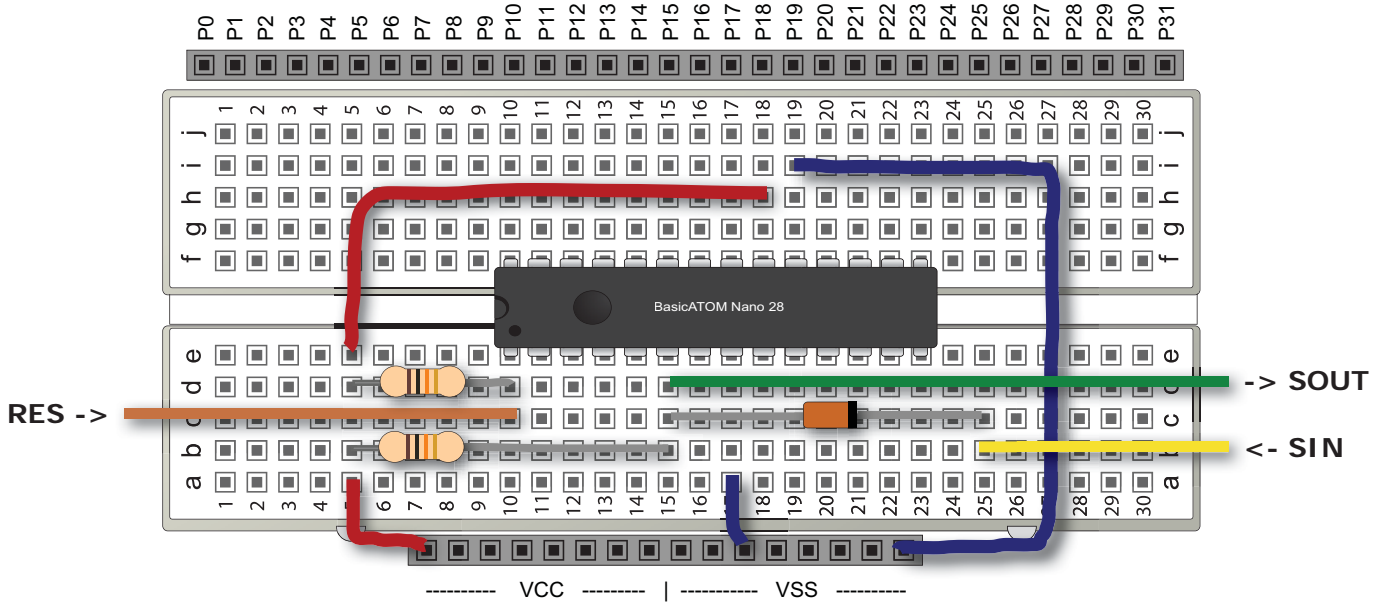 P0 P1 P2 P3 P4 P5 P6 P7 P8 P9 P10 P11 P12 P13 P14 P15 P16 P17 P18 P19 P20 P21 P22 P23 P24 P25 P26 P27 P28 P29 P30 P31
1 2 3 4 5 6 7 8 9 10 11 12 13 14 15 16 17 18 19 20 21 22 23 24 25 26 27 28 29 30
j j
i i
h h
g g
f f
BasicATOM Nano 28
e e
d
-> SOUT
RES ->
c
b
<- SIN
a a
1 2 3 4 6 7 8 9 10 11 12 13 14 15 16 18 19 20 21 22 23 24 25 26 28 29 30
---------- VCC --------- | ----------- VSS ----------